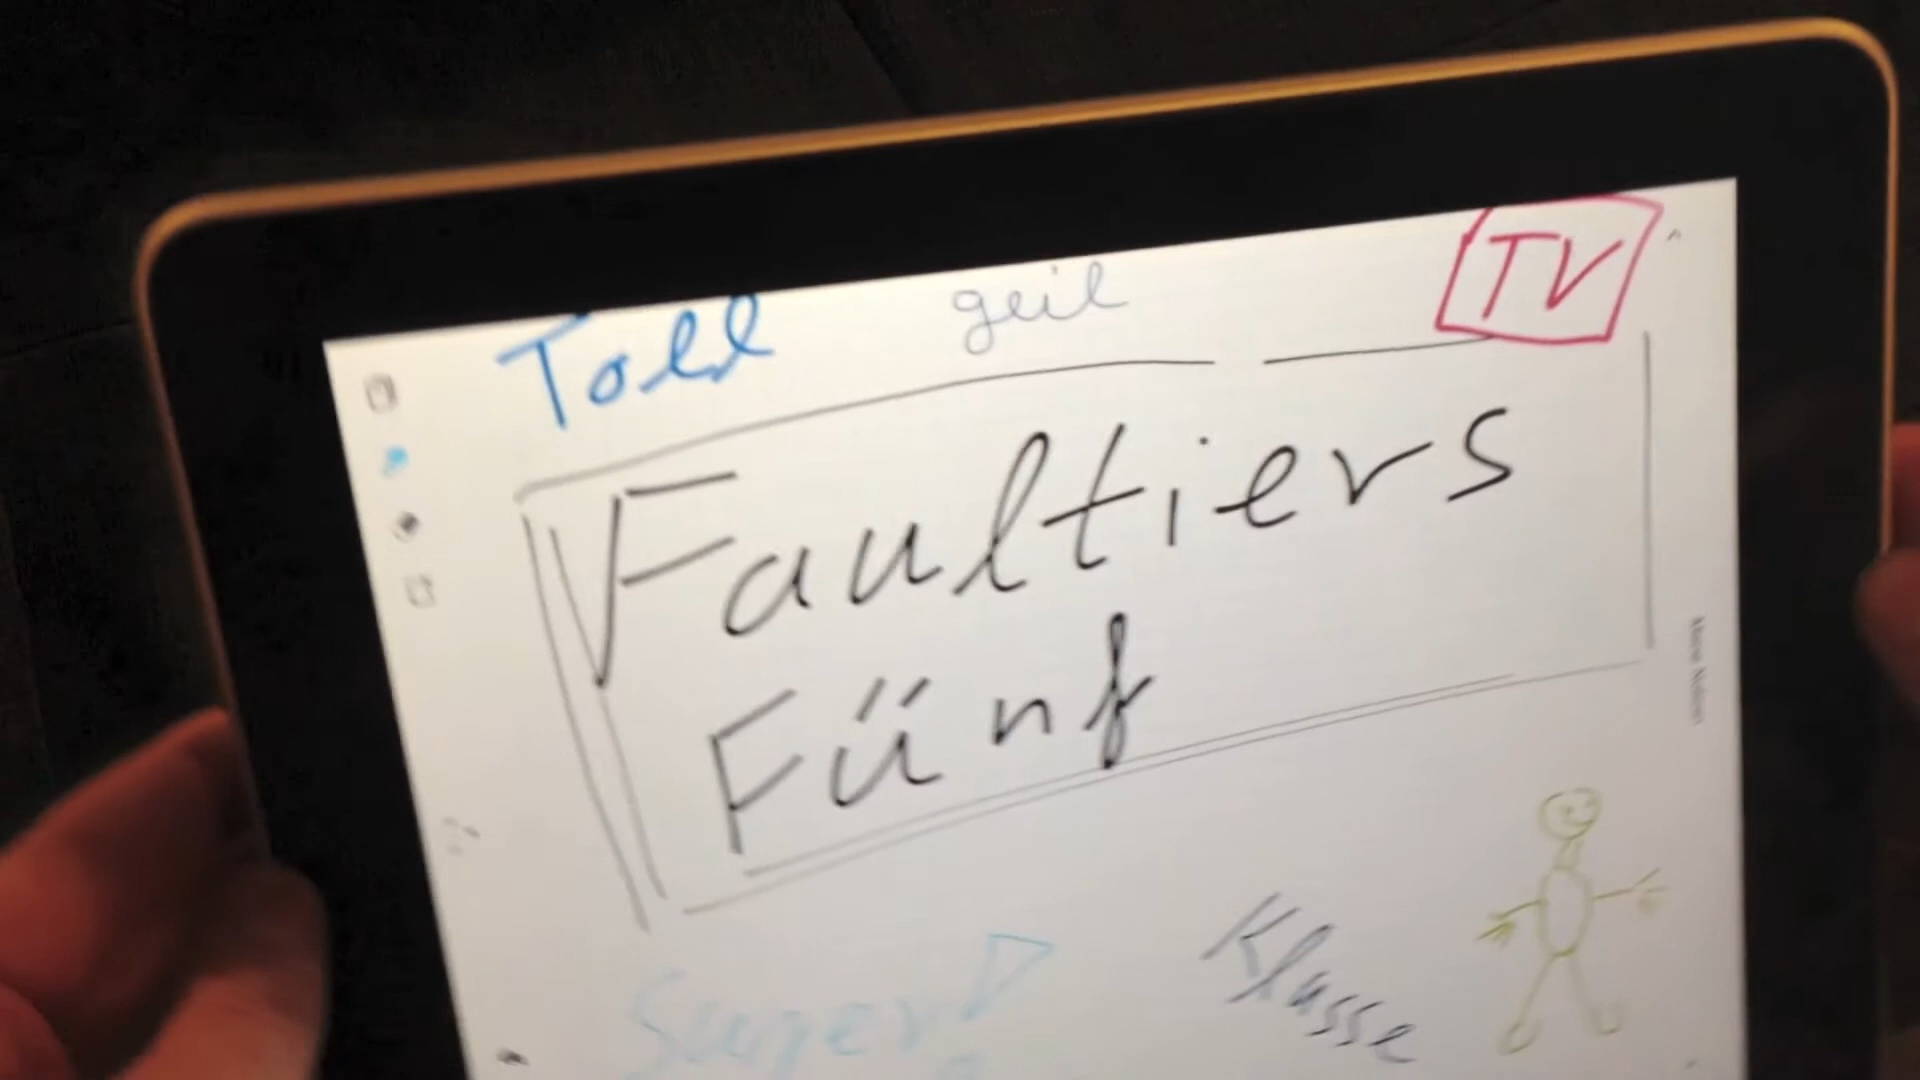 Toll
geil
TV
Faultiers
Fünf
Super
Klasse